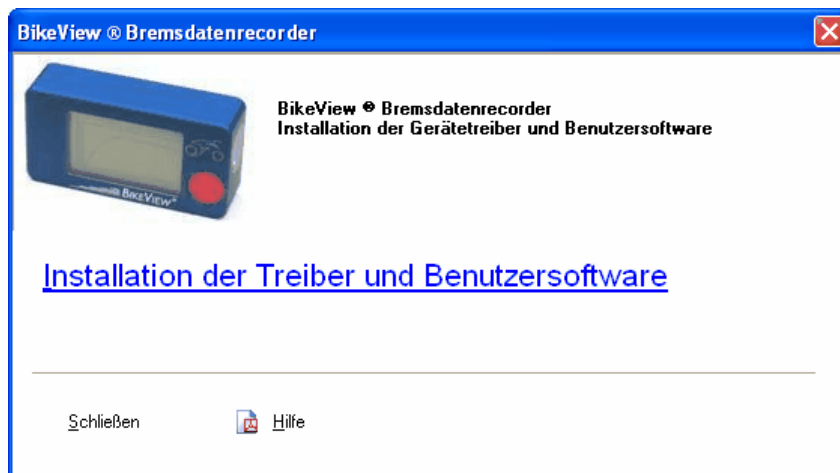 BikeView ® Bremsdatenrecorder
BikeView ® Bremsdatenrecorder
Installation der Gerätetreiber und Benutzersoftware
BIKEVIEW®
Installation der Treiber und Benutzersoftware
Schließen
Hilfe